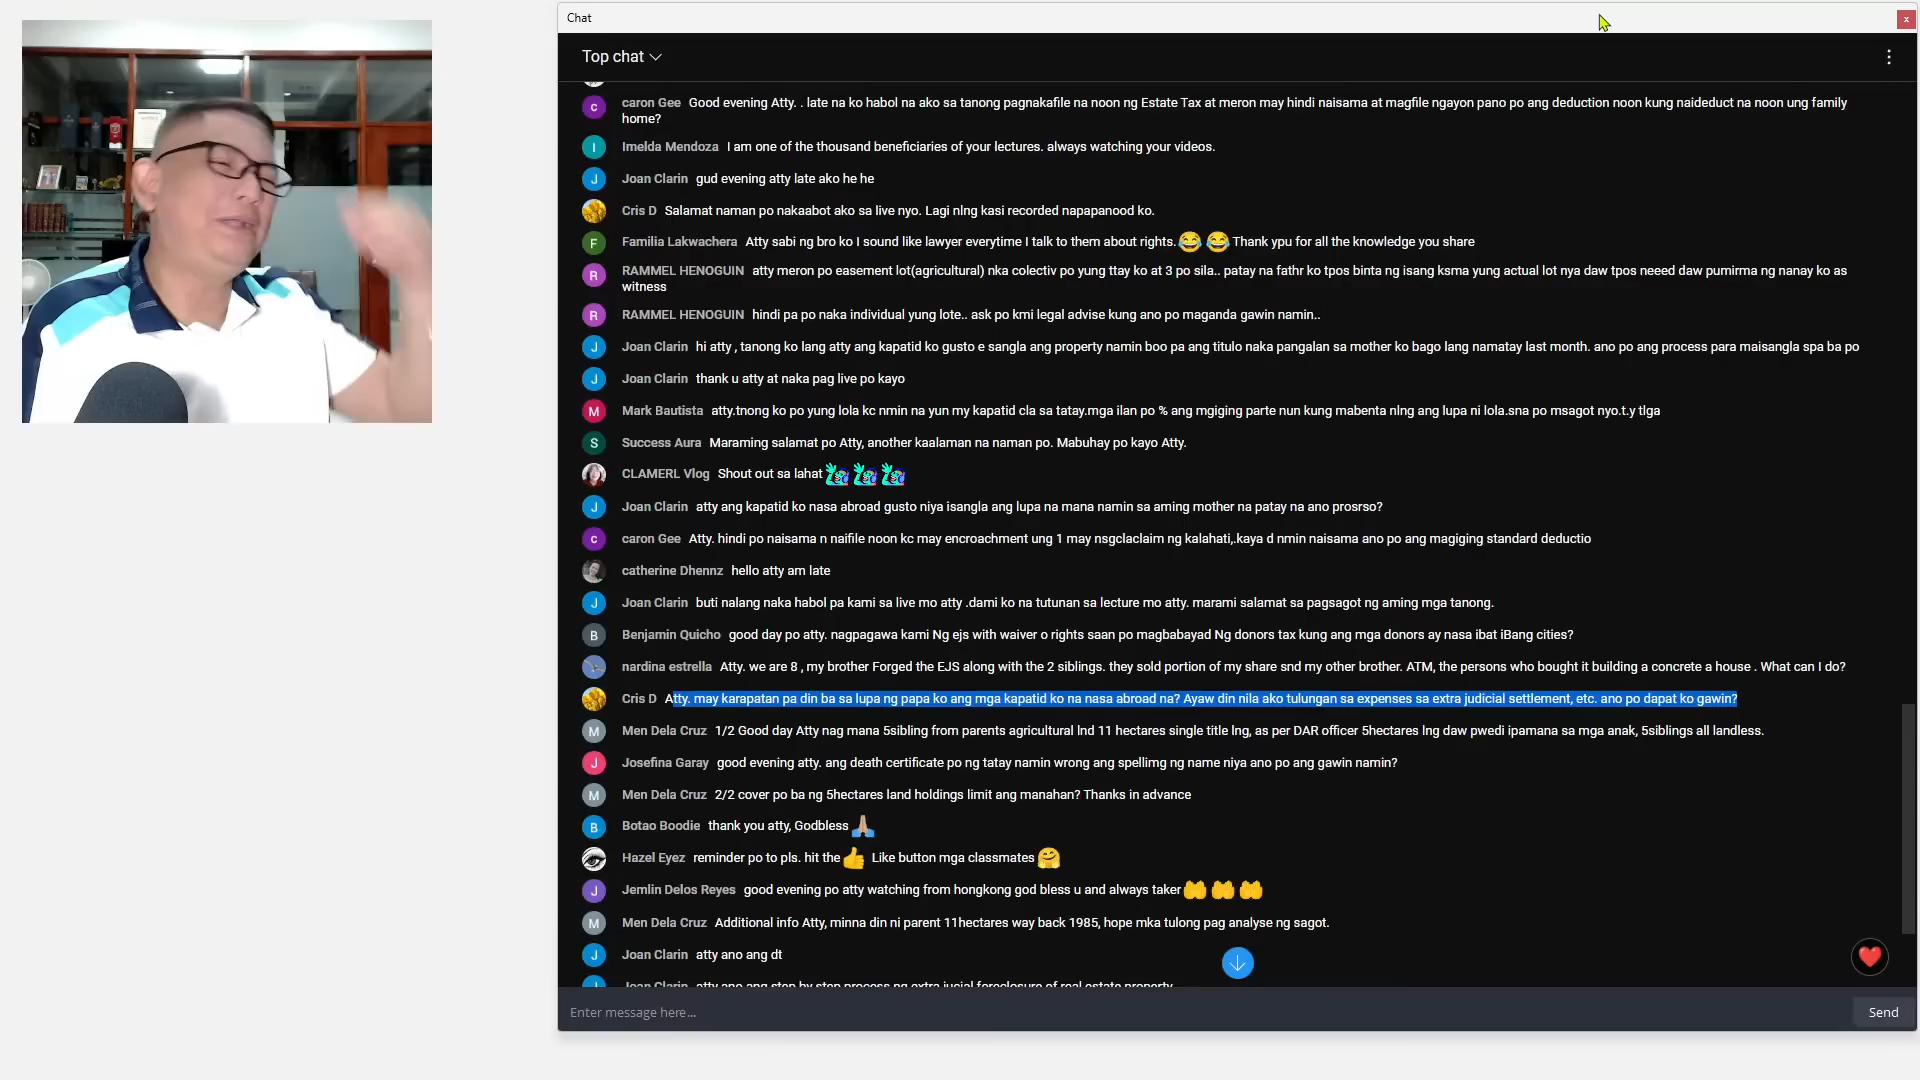 Chat
Top chat
caron Gee Good evening Atty. . late na ko habol na ako sa tanong pagnakafile na noon ng Estate Tax at meron may hindi naisama at magfile ngayon pano po ang deduction noon kung naideduct na noon ung family
home?
Imelda Mendoza I am one of the thousand beneficiaries of your lectures. always watching your videos.
Joan Clarin gud evening atty late ako he he
Cris D Salamat naman po nakaabot ako sa live nyo. Lagi nlng kasi recorded napapanood ko.
Familia Lakwachera Atty sabi ng bro ko I sound like lawyer everytime I talk to them about rights. 😂 😂 Thank ypu for all the knowledge you share
RAMMEL HENOGUIN atty meron po easement lot(agricultural) nka colectiv po yung ttay ko at 3 po sila.. patay na fathr ko tpos binta ng isang ksma yung actual lot nya daw tpos neeed daw pumirma ng nanay ko as
witness
RAMMEL HENOGUIN hindi pa po naka individual yung lote.. ask po kmi legal advise kung ano po maganda gawin namin..
Joan Clarin hi atty , tanong ko lang atty ang kapatid ko gusto e sangla ang property namin boo pa ang titulo naka pangalan sa mother ko bago lang namatay last month. ano po ang process para maisangla spa ba po
Joan Clarin thank u atty at naka pag live po kayo
Mark Bautista atty.tnong ko po yung lola kc nmin na yun my kapatid cla sa tatay.mga ilan po % ang mgiging parte nun kung mabenta nlng ang lupa ni lola.sna po msagot nyo.t.y tlga
Success Aura Maraming salamat po Atty, another kaalaman na naman po. Mabuhay po kayo Atty.
CLAMERL Vlog Shout out sa lahat
Joan Clarin atty ang kapatid ko nasa abroad gusto niya isangla ang lupa na mana namin sa aming mother na patay na ano prosrso?
caron Gee Atty. hindi po naisama n naifile noon kc may encroachment ung 1 may nsgclaclaim ng kalahati,.kaya d nmin naisama ano po ang magiging standard deductio
catherine Dhennz hello atty am late
Joan Clarin buti nalang naka habol pa kami sa live mo atty .dami ko na tutunan sa lecture mo atty. marami salamat sa pagsagot ng aming mga tanong.
Benjamin Quicho good day po atty. nagpagawa kami Ng ejs with waiver o rights saan po magbabayad Ng donors tax kung ang mga donors ay nasa ibat iBang cities?
nardina estrella Atty. we are 8 , my brother Forged the EJS along with the 2 siblings. they sold portion of my share snd my other brother. ATM, the persons who bought it building a concrete a house . What can I do?
Cris D Atty. may karapatan pa din ba sa lupa ng papa ko ang mga kapatid ko na nasa abroad na? Ayaw din nila ako tulungan sa expenses sa extra judicial settlement, etc. ano po dapat ko gawin?
Men Dela Cruz 1/2 Good day Atty nag mana 5sibling from parents agricultural lnd 11 hectares single title lng, as per DAR officer 5hectares lng daw pwedi ipamana sa mga anak, 5siblings all landless.
Josefina Garay good evening atty. ang death certificate po ng tatay namin wrong ang spellimg ng name niya ano po ang gawin namin?
Men Dela Cruz 2/2 cover po ba ng 5hectares land holdings limit ang manahan? Thanks in advance
Botao Boodie thank you atty, Godbless 🙏
Hazel Eyez reminder po to pls. hit the 👍 Like button mga classmates 🤗
Jemlin Delos Reyes good evening po atty watching from hongkong god bless u and always taker 🤲 🤲 🤲
Men Dela Cruz Additional info Atty, minna din ni parent 11hectares way back 1985, hope mka tulong pag analyse ng sagot.
Joan Clarin atty ano ang dt
Joan Clarin atty ano ang step by step process ng extra jucial foreclosure of real estate property
Enter message here...
Send